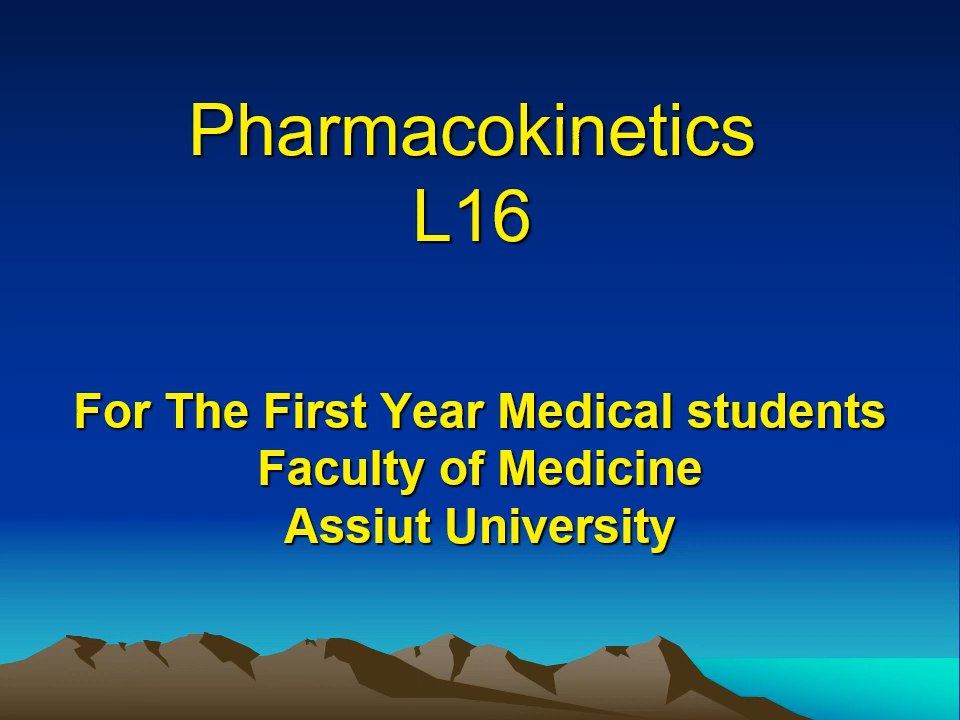 Pharmacokinetics
L16
For The First Year Medical students
Faculty of Medicine
Assiut University